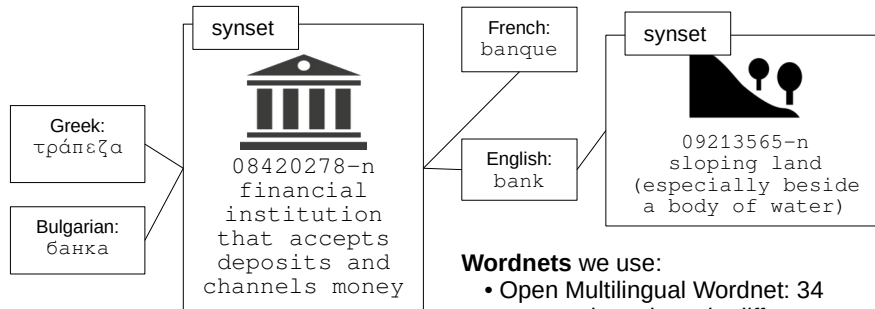 synset
Greek:
τράπεζα
Bulgarian:
банка
08420278-n
financial
institution
that accepts
deposits and
channels money
French:
banque
English:
bank
synset
09213565-n
sloping land
(especially beside
a body of water)
Wordnets we use:
• Open Multilingual Wordnet: 34